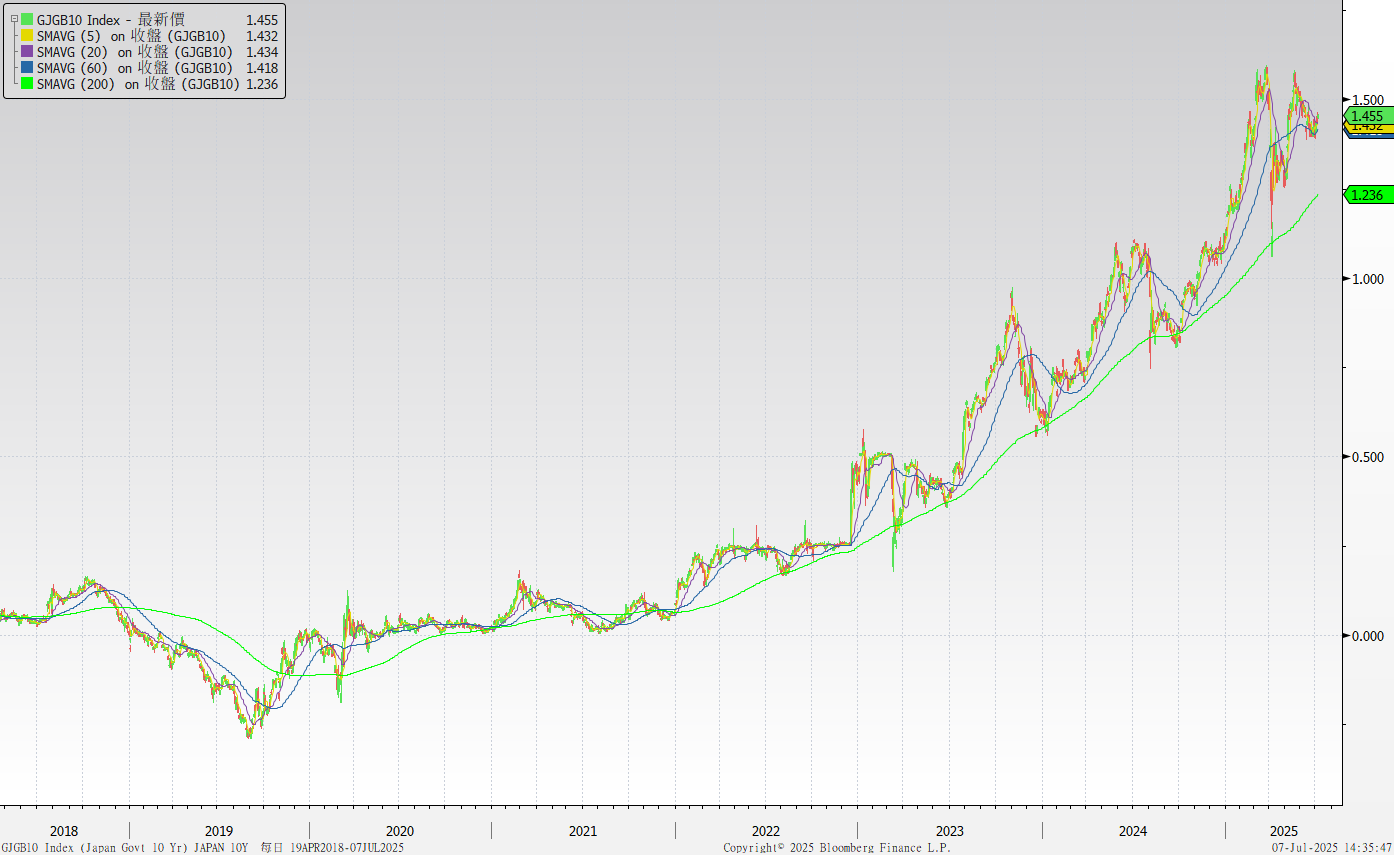 GJGB10 Index - 最新價 1.455
SMAVG (5) on 收盤 (GJGB10) 1.432
SMAVG (20) on 收盤 (GJGB10) 1.434
SMAVG (60) on 收盤 (GJGB10) 1.418
SMAVG (200) on 收盤 (GJGB10) 1.236
1.500
1.455
1.432
1.236
1.000
0.500
0.000
2018 2019 2020 2021 2022 2023 2024 2025
GJGB10 Index (Japan Govt 10 Yr) JAPAN 10Y 每日 19APR2018-07JUL2025 Copyright© 2025 Bloomberg Finance L.P. 07-Jul-2025 14:35:47